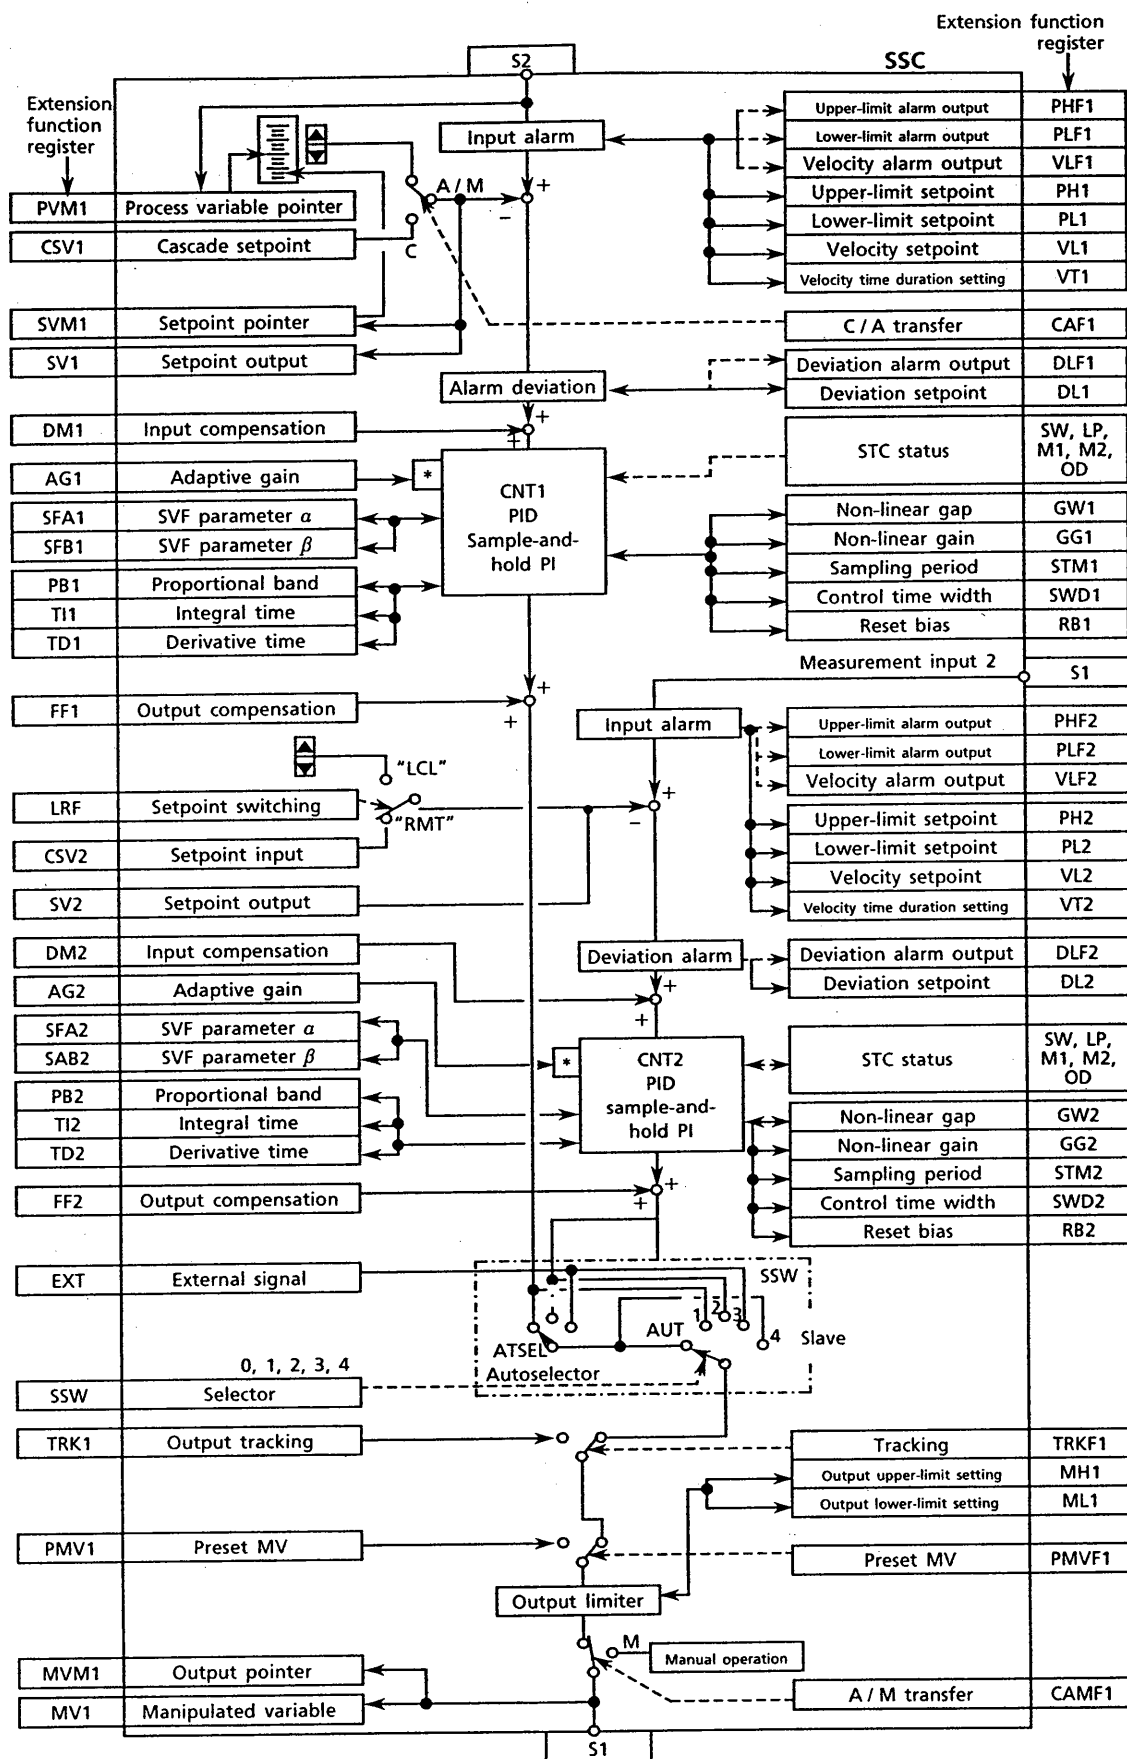 Extension function
register
SSC
S2
Extension
function
register
Input alarm
Upper-limit alarm output PHF1
Lower-limit alarm output PLF1
Velocity alarm output VLF1
Upper-limit setpoint PH1
Lower-limit setpoint PL1
Velocity setpoint VL1
Velocity time duration setting VT1
A / M
+
−
C
PVM1 Process variable pointer
CSV1 Cascade setpoint
SVM1 Setpoint pointer
SV1 Setpoint output
C / A transfer CAF1
Alarm deviation
Deviation alarm output DLF1
Deviation setpoint DL1
DM1 Input compensation
+
+
AG1 Adaptive gain
*
CNT1
PID
Sample-and-
hold PI
STC status
SW, LP,
M1, M2,
OD
SFA1 SVF parameter α
SFB1 SVF parameter β
PB1 Proportional band
TI1 Integral time
TD1 Derivative time
Non-linear gap GW1
Non-linear gain GG1
Sampling period STM1
Control time width SWD1
Reset bias RB1
Measurement input 2
S1
FF1 Output compensation
+
+
Input alarm
Upper-limit alarm output PHF2
Lower-limit alarm output PLF2
Velocity alarm output VLF2
Upper-limit setpoint PH2
Lower-limit setpoint PL2
Velocity setpoint VL2
Velocity time duration setting VT2
"LCL"
LRF Setpoint switching
"RMT"
+
−
CSV2 Setpoint input
SV2 Setpoint output
DM2 Input compensation
AG2 Adaptive gain
Deviation alarm
Deviation alarm output DLF2
Deviation setpoint DL2
+
+
SFA2 SVF parameter α
SAB2 SVF parameter β
*
CNT2
PID
sample-and-
hold PI
STC status
SW, LP,
M1, M2,
OD
PB2 Proportional band
TI2 Integral time
TD2 Derivative time
Non-linear gap GW2
Non-linear gain GG2
Sampling period STM2
Control time width SWD2
Reset bias RB2
FF2 Output compensation
+
+
EXT External signal
SSW
1 2 3
4
Slave
AUT
ATSEL
Autoselector
0, 1, 2, 3, 4
SSW Selector
TRK1 Output tracking
Tracking TRKF1
Output upper-limit setting MH1
Output lower-limit setting ML1
PMV1 Preset MV
Preset MV PMVF1
Output limiter
M
Manual operation
MVM1 Output pointer
MV1 Manipulated variable
A / M transfer CAMF1
S1